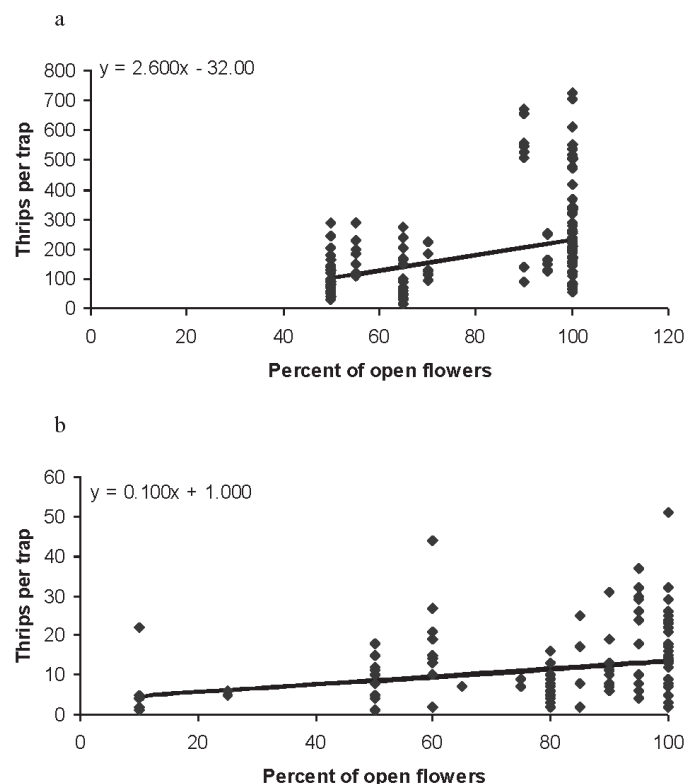 a
y = 2.600x - 32.00
800
700
600
500
400
300
200
100
0
Thrips per trap
0 20 40 60 80 100 120
Percent of open flowers
b
y = 0.100x + 1.000
60
50
40
30
20
10
0
Thrips per trap
0 20 40 60 80 100
Percent of open flowers